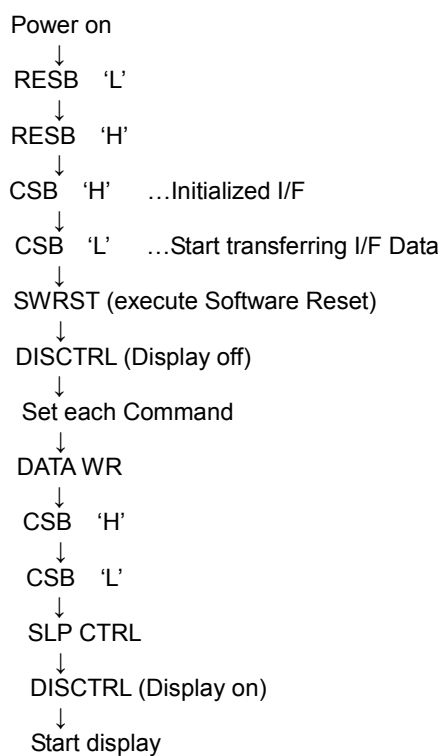 Power on
↓
RESB ‘L’
↓
RESB ‘H’
↓
CSB ‘H’ …Initialized I/F
↓
CSB ‘L’ …Start transferring I/F Data
↓
SWRST (execute Software Reset)
↓
DISCTRL (Display off)
↓
Set each Command
↓
DATA WR
↓
CSB ‘H’
↓
CSB ‘L’
↓
SLP CTRL
↓
DISCTRL (Display on)
↓
Start display